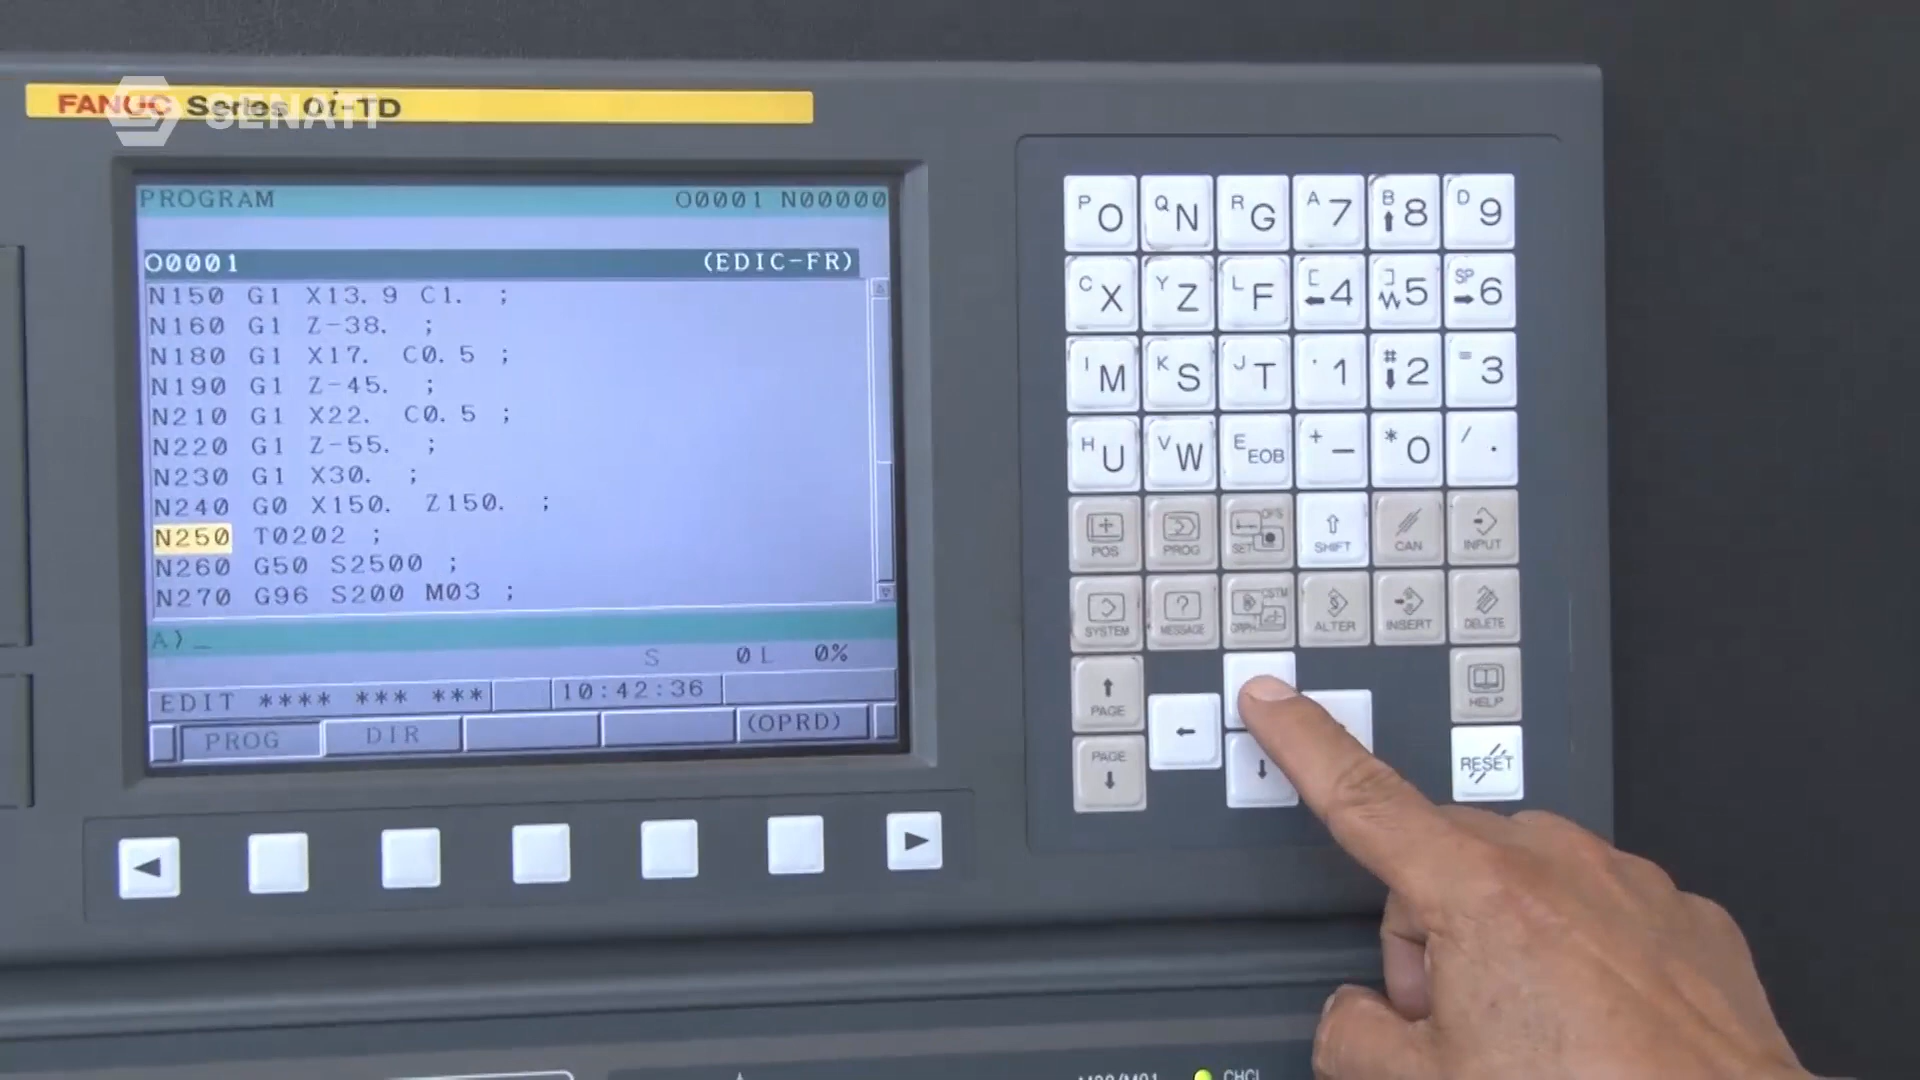 FANUC Series 0i-TD
SENATI
PROGRAM O0001 N00000
O0001 (EDIC-FR)
N150 G1 X13.9 C1. ;
N160 G1 Z-38. ;
N180 G1 X17. C0.5 ;
N190 G1 Z-45. ;
N210 G1 X22. C0.5 ;
N220 G1 Z-55. ;
N230 G1 X30. ;
N240 G0 X150. Z150. ;
N250 T0202 ;
N260 G50 S2500 ;
N270 G96 S200 M03 ;
A)_
S 0 L 0%
EDIT **** *** *** 10:42:36
PROG DIR (OPRD)
P O Q N R G A 7 B ↑ 8 D 9
C X Y Z L F [ ← 4 ] 5 SP → 6
I M K S J T , 1 # ↓ 2 = 3
H U V W E EOB + - * 0 / .
POS PROG OFS SET ⇧ SHIFT CAN INPUT
SYSTEM MESSAGE CSTM GRPH ALTER INSERT DELETE
↑ PAGE HELP
←
PAGE ↓ ↓ RESET
◄ ►
M00/M01 CHCL